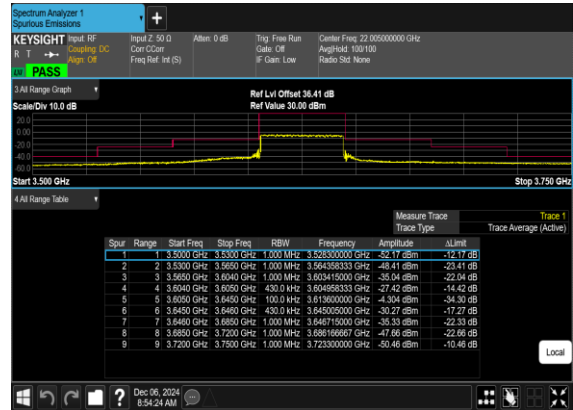 Spectrum Analyzer 1
Spurious Emissions
KEYSIGHT Input: RF Input Z: 50 Ω Atten: 0 dB Trig: Free Run Center Freq: 22.005000000 GHz
R T Coupling: DC Corr CCorr Gate: Off Avg|Hold: 100/100
Align: Off Freq Ref: Int (S) IF Gain: Low Radio Std: None
PASS
3 All Range Graph
Ref Lvl Offset 36.41 dB
Scale/Div 10.0 dB Ref Value 30.00 dBm
20.0
0.00
-20.0
-40.0
-60.0
Start 3.500 GHz Stop 3.750 GHz
4 All Range Table
Measure Trace Trace 1
Trace Type Trace Average (Active)
Spur Range Start Freq Stop Freq RBW Frequency Amplitude ΔLimit
1 1 3.5000 GHz 3.5300 GHz 1.000 MHz 3.528300000 GHz -52.17 dBm -12.17 dB
2 2 3.5300 GHz 3.5650 GHz 1.000 MHz 3.564358333 GHz -48.41 dBm -23.41 dB
3 3 3.5650 GHz 3.6040 GHz 1.000 MHz 3.603415000 GHz -35.04 dBm -22.04 dB
4 4 3.6040 GHz 3.6050 GHz 430.0 kHz 3.604958333 GHz -27.42 dBm -14.42 dB
5 5 3.6050 GHz 3.6450 GHz 100.0 kHz 3.613600000 GHz -4.304 dBm -34.30 dB
6 6 3.6450 GHz 3.6460 GHz 430.0 kHz 3.645005000 GHz -30.27 dBm -17.27 dB
7 7 3.6460 GHz 3.6850 GHz 1.000 MHz 3.646715000 GHz -35.33 dBm -22.33 dB
8 8 3.6850 GHz 3.7200 GHz 1.000 MHz 3.686166667 GHz -47.66 dBm -22.66 dB
9 9 3.7200 GHz 3.7500 GHz 1.000 MHz 3.723300000 GHz -50.46 dBm -10.46 dB
Local
Dec 06, 2024
8:54:24 AM